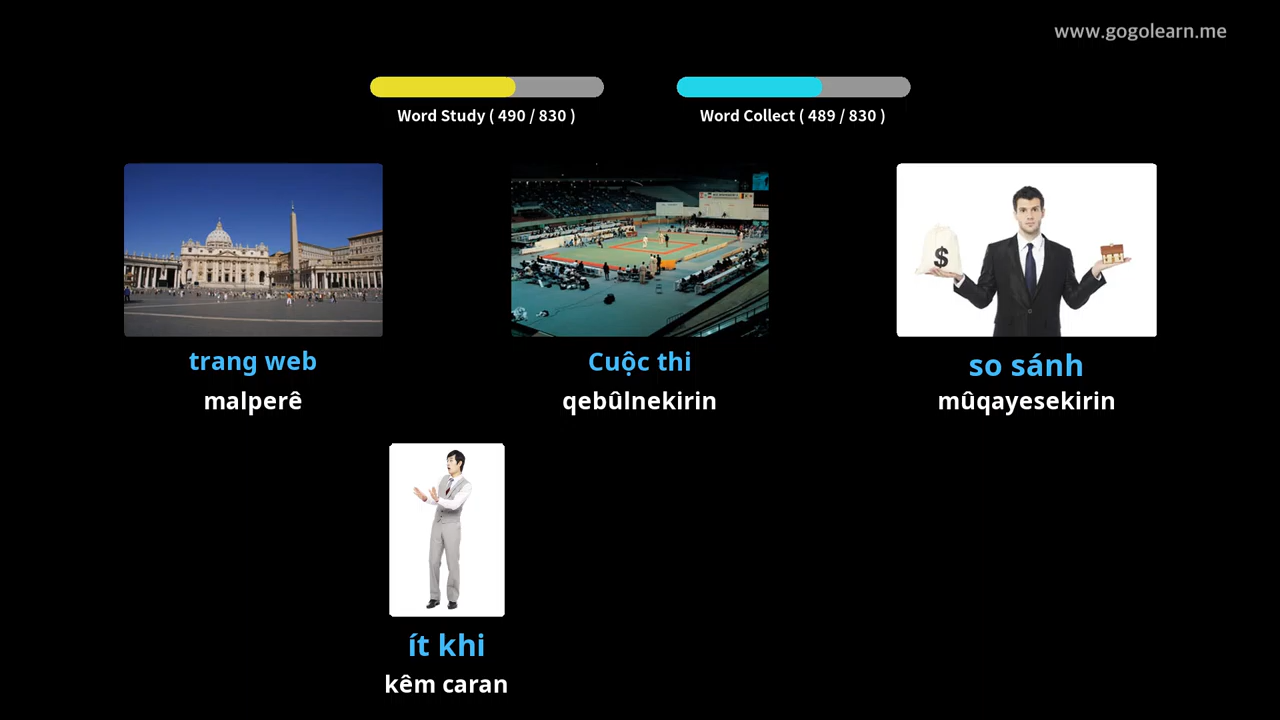 www.gogolearn.me
Word Study ( 490 / 830 )
Word Collect ( 489 / 830 )
trang web
malperê
Cuộc thi
qebûlnekirin
so sánh
mûqayesekirin
ít khi
kêm caran